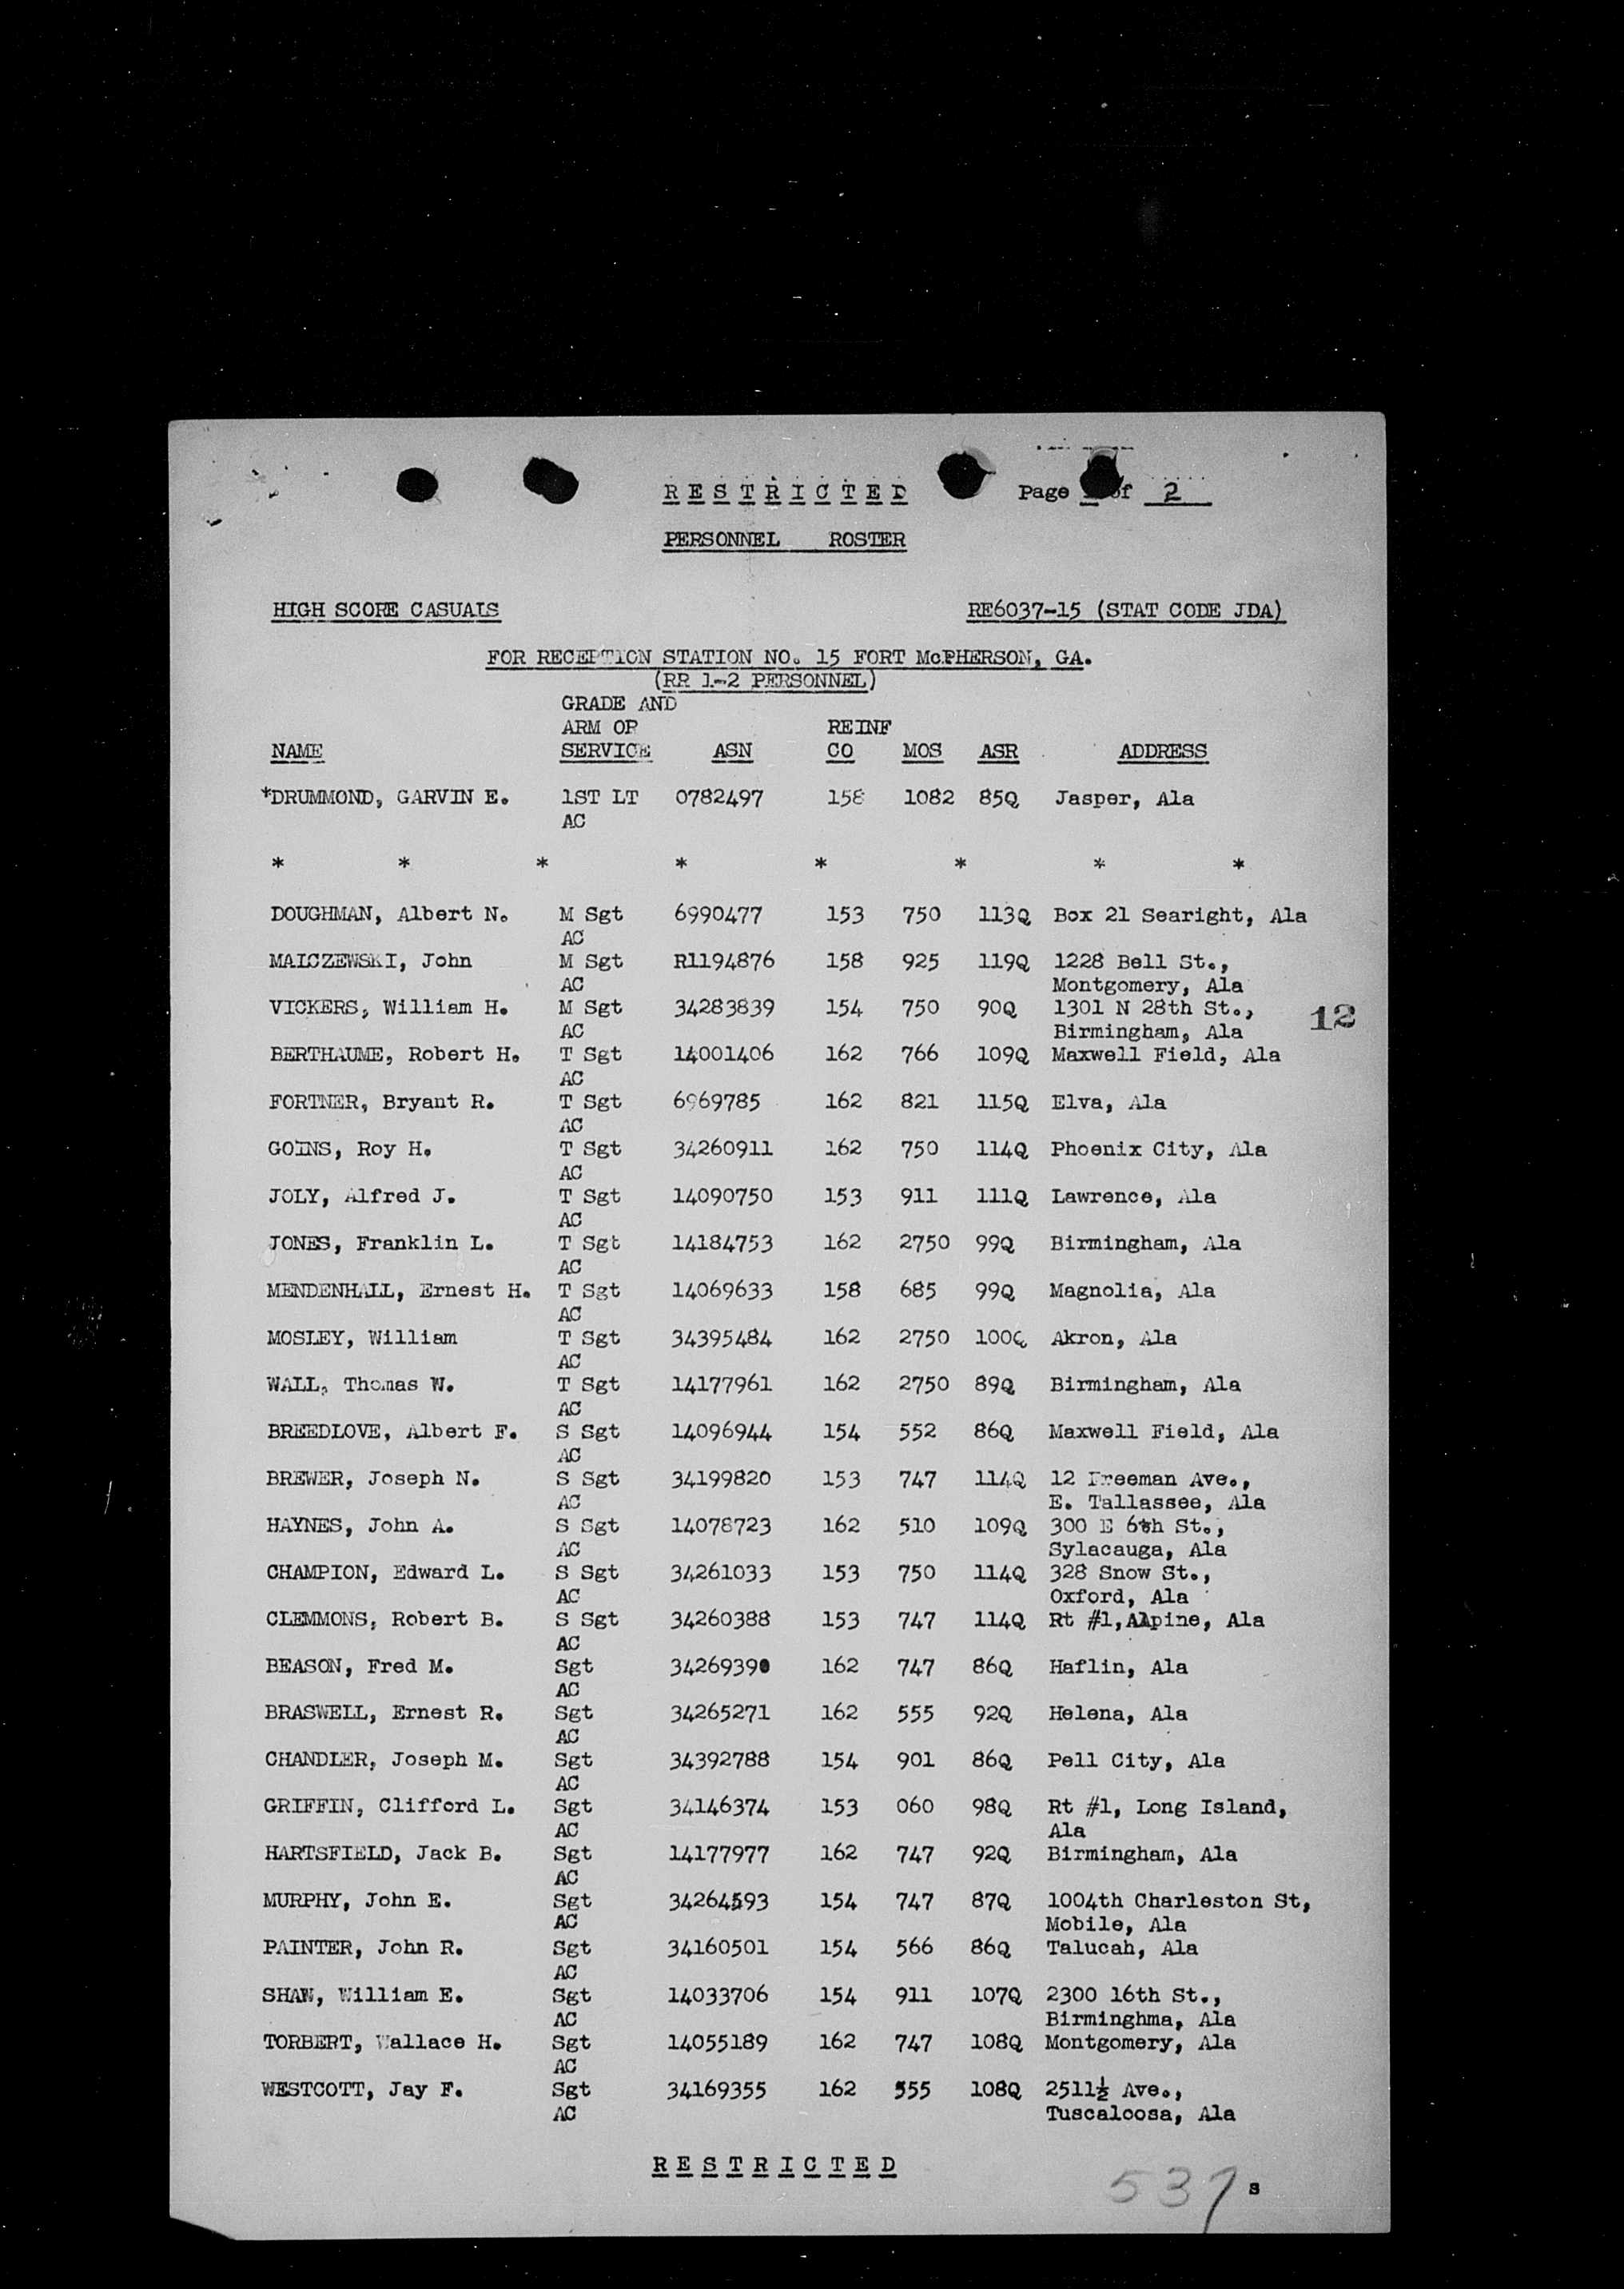 RESTRICTED Page of 2
PERSONNEL ROSTER
HIGH SCORE CASUALS RE6037-15 (STAT CODE JDA)
FOR RECEPTION STATION NO. 15 FORT McPHERSON, GA.
(RR 1-2 PERSONNEL)
GRADE AND
ARM OR REINF
NAME SERVICE ASN CO MOS ASR ADDRESS
*DRUMMOND, GARVIN E. 1ST LT 0782497 158 1082 85Q Jasper, Ala
AC
* * * * * * * *
DOUGHMAN, Albert N. M Sgt 6990477 153 750 113Q Box 21 Searight, Ala
AC
MALCZEWSKI, John M Sgt R1194876 158 925 119Q 1228 Bell St.,
AC Montgomery, Ala
VICKERS, William H. M Sgt 34283839 154 750 90Q 1301 N 28th St., 12
AC Birmingham, Ala
BERTHAUME, Robert H. T Sgt 14001406 162 766 109Q Maxwell Field, Ala
AC
FORTNER, Bryant R. T Sgt 6969785 162 821 115Q Elva, Ala
AC
GOINS, Roy H. T Sgt 34260911 162 750 114Q Phoenix City, Ala
AC
JOLY, Alfred J. T Sgt 14090750 153 911 111Q Lawrence, Ala
AC
JONES, Franklin L. T Sgt 14184753 162 2750 99Q Birmingham, Ala
AC
MENDENHALL, Ernest H. T Sgt 14069633 158 685 99Q Magnolia, Ala
AC
MOSLEY, William T Sgt 34395484 162 2750 100Q Akron, Ala
AC
WALL, Thomas W. T Sgt 14177961 162 2750 89Q Birmingham, Ala
AC
BREEDLOVE, Albert F. S Sgt 14096944 154 552 86Q Maxwell Field, Ala
AC
BREWER, Joseph N. S Sgt 34199820 153 747 114Q 12 Freeman Ave.,
AC E. Tallassee, Ala
HAYNES, John A. S Sgt 14078723 162 510 109Q 300 E 6th St.,
AC Sylacauga, Ala
CHAMPION, Edward L. S Sgt 34261033 153 750 114Q 328 Snow St.,
AC Oxford, Ala
CLEMMONS, Robert B. S Sgt 34260388 153 747 114Q Rt #1, Alpine, Ala
AC
BEASON, Fred M. Sgt 34269390 162 747 86Q Haflin, Ala
AC
BRASWELL, Ernest R. Sgt 34265271 162 555 92Q Helena, Ala
AC
CHANDLER, Joseph M. Sgt 34392788 154 901 86Q Pell City, Ala
AC
GRIFFIN, Clifford L. Sgt 34146374 153 060 98Q Rt #1, Long Island,
AC Ala
HARTSFIELD, Jack B. Sgt 14177977 162 747 92Q Birmingham, Ala
AC
MURPHY, John E. Sgt 34264593 154 747 87Q 1004th Charleston St,
AC Mobile, Ala
PAINTER, John R. Sgt 34160501 154 566 86Q Talucah, Ala
AC
SHAW, William E. Sgt 14033706 154 911 107Q 2300 16th St.,
AC Birminghma, Ala
TORBERT, Wallace H. Sgt 14055189 162 747 108Q Montgomery, Ala
AC
WESTCOTT, Jay F. Sgt 34169355 162 555 108Q 2511½ Ave.,
AC Tuscaloosa, Ala
RESTRICTED
537 s